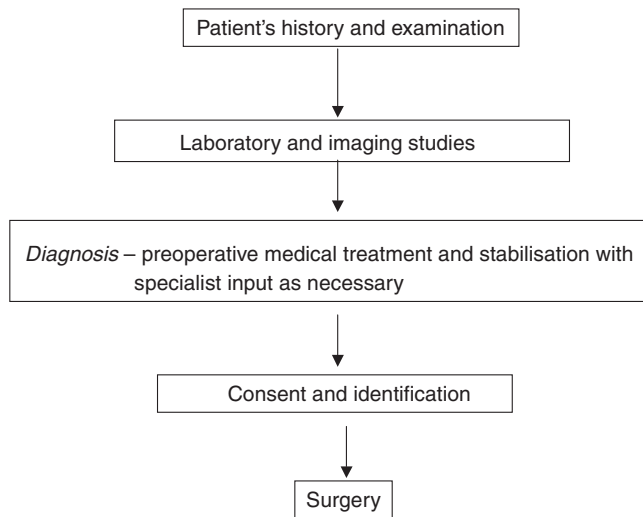 Patient's history and examination
Laboratory and imaging studies
Diagnosis – preoperative medical treatment and stabilisation with
specialist input as necessary
Consent and identification
Surgery